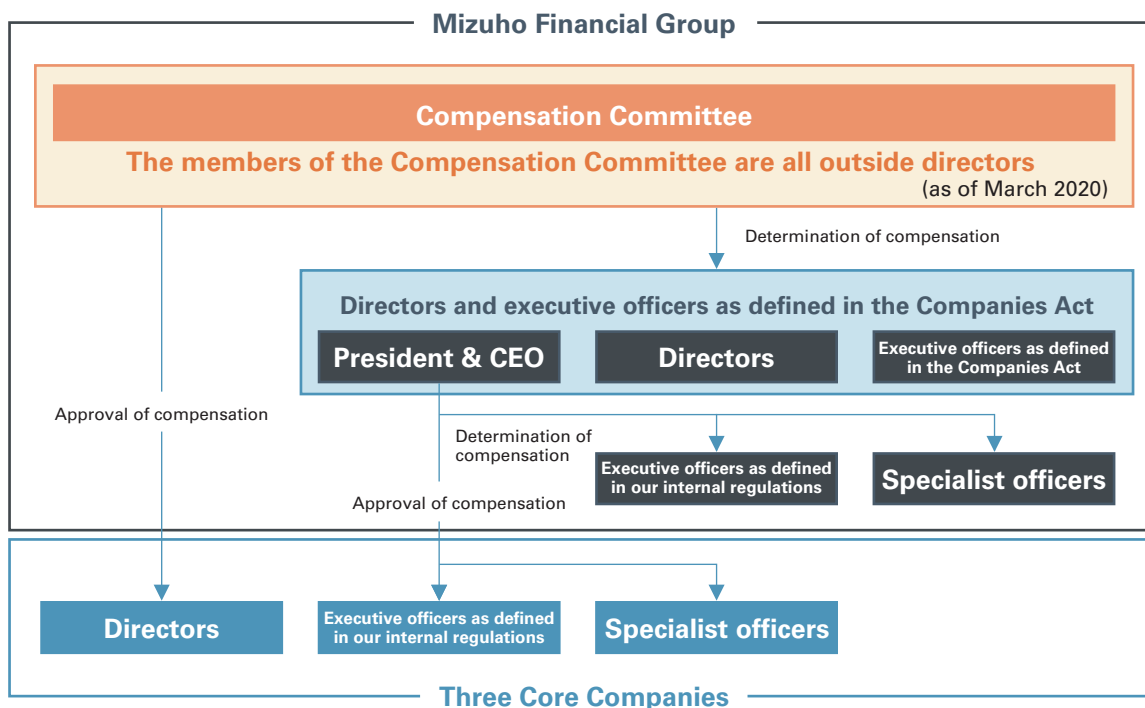 Mizuho Financial Group
Compensation Committee
The members of the Compensation Committee are all outside directors
(as of March 2020)
Determination of compensation
Directors and executive officers as defined in the Companies Act
President & CEO
Directors
Executive officers as defined
in the Companies Act
Approval of compensation
Determination of
compensation
Executive officers as defined
in our internal regulations
Specialist officers
Approval of compensation
Directors
Executive officers as defined
in our internal regulations
Specialist officers
Three Core Companies